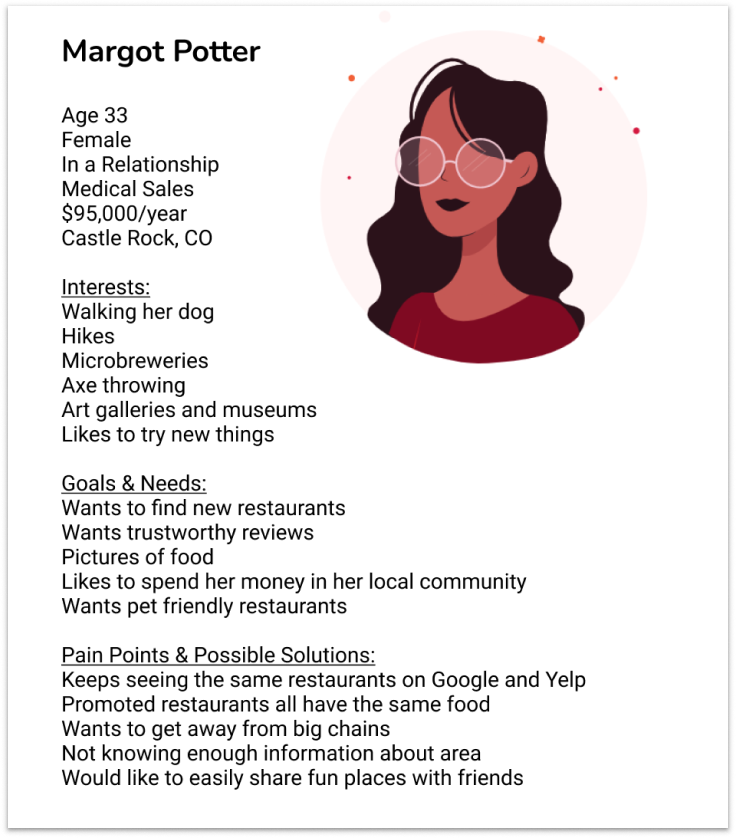 Margot Potter
Age 33
Female
In a Relationship
Medical Sales
$95,000/year
Castle Rock, CO
Interests:
Walking her dog
Hikes
Microbreweries
Axe throwing
Art galleries and museums
Likes to try new things
Goals & Needs:
Wants to find new restaurants
Wants trustworthy reviews
Pictures of food
Likes to spend her money in her local community
Wants pet friendly restaurants
Pain Points & Possible Solutions:
Keeps seeing the same restaurants on Google and Yelp
Promoted restaurants all have the same food
Wants to get away from big chains
Not knowing enough information about area
Would like to easily share fun places with friends